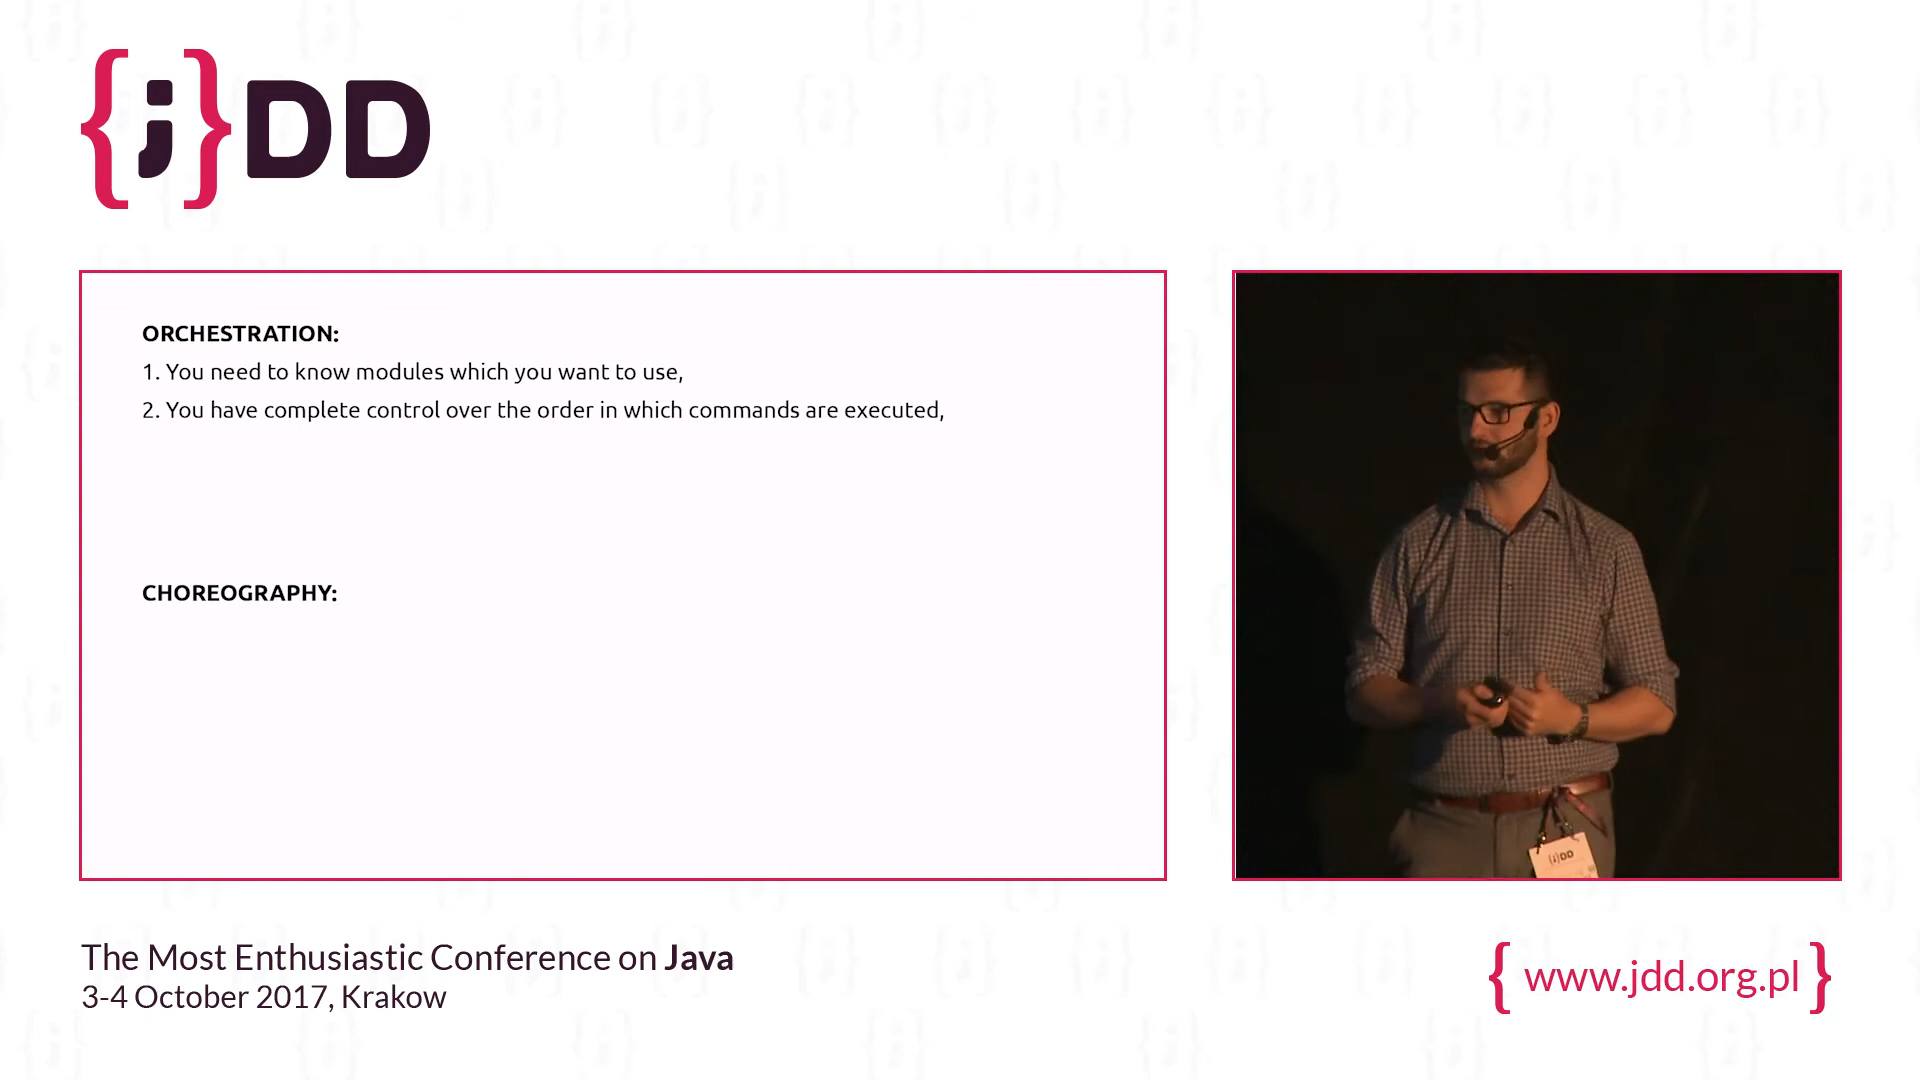 {;}DD
ORCHESTRATION:
1. You need to know modules which you want to use,
2. You have complete control over the order in which commands are executed,
CHOREOGRAPHY:
{;}DD
The Most Enthusiastic Conference on Java
3-4 October 2017, Krakow
{ www.jdd.org.pl }